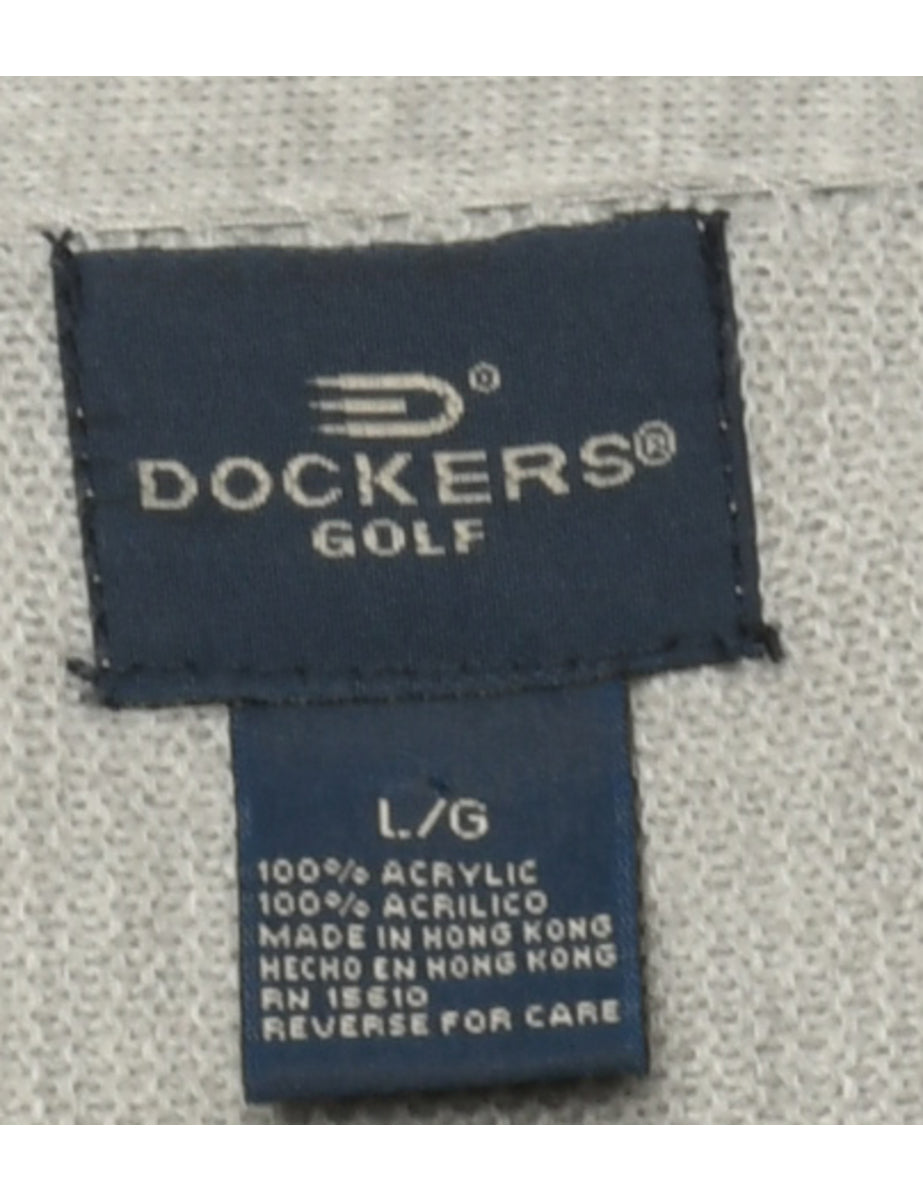 ®
DOCKERS®
GOLF
L/G
100% ACRYLIC
100% ACRILICO
MADE IN HONG KONG
HECHO EN HONG KONG
RN 15610
REVERSE FOR CARE